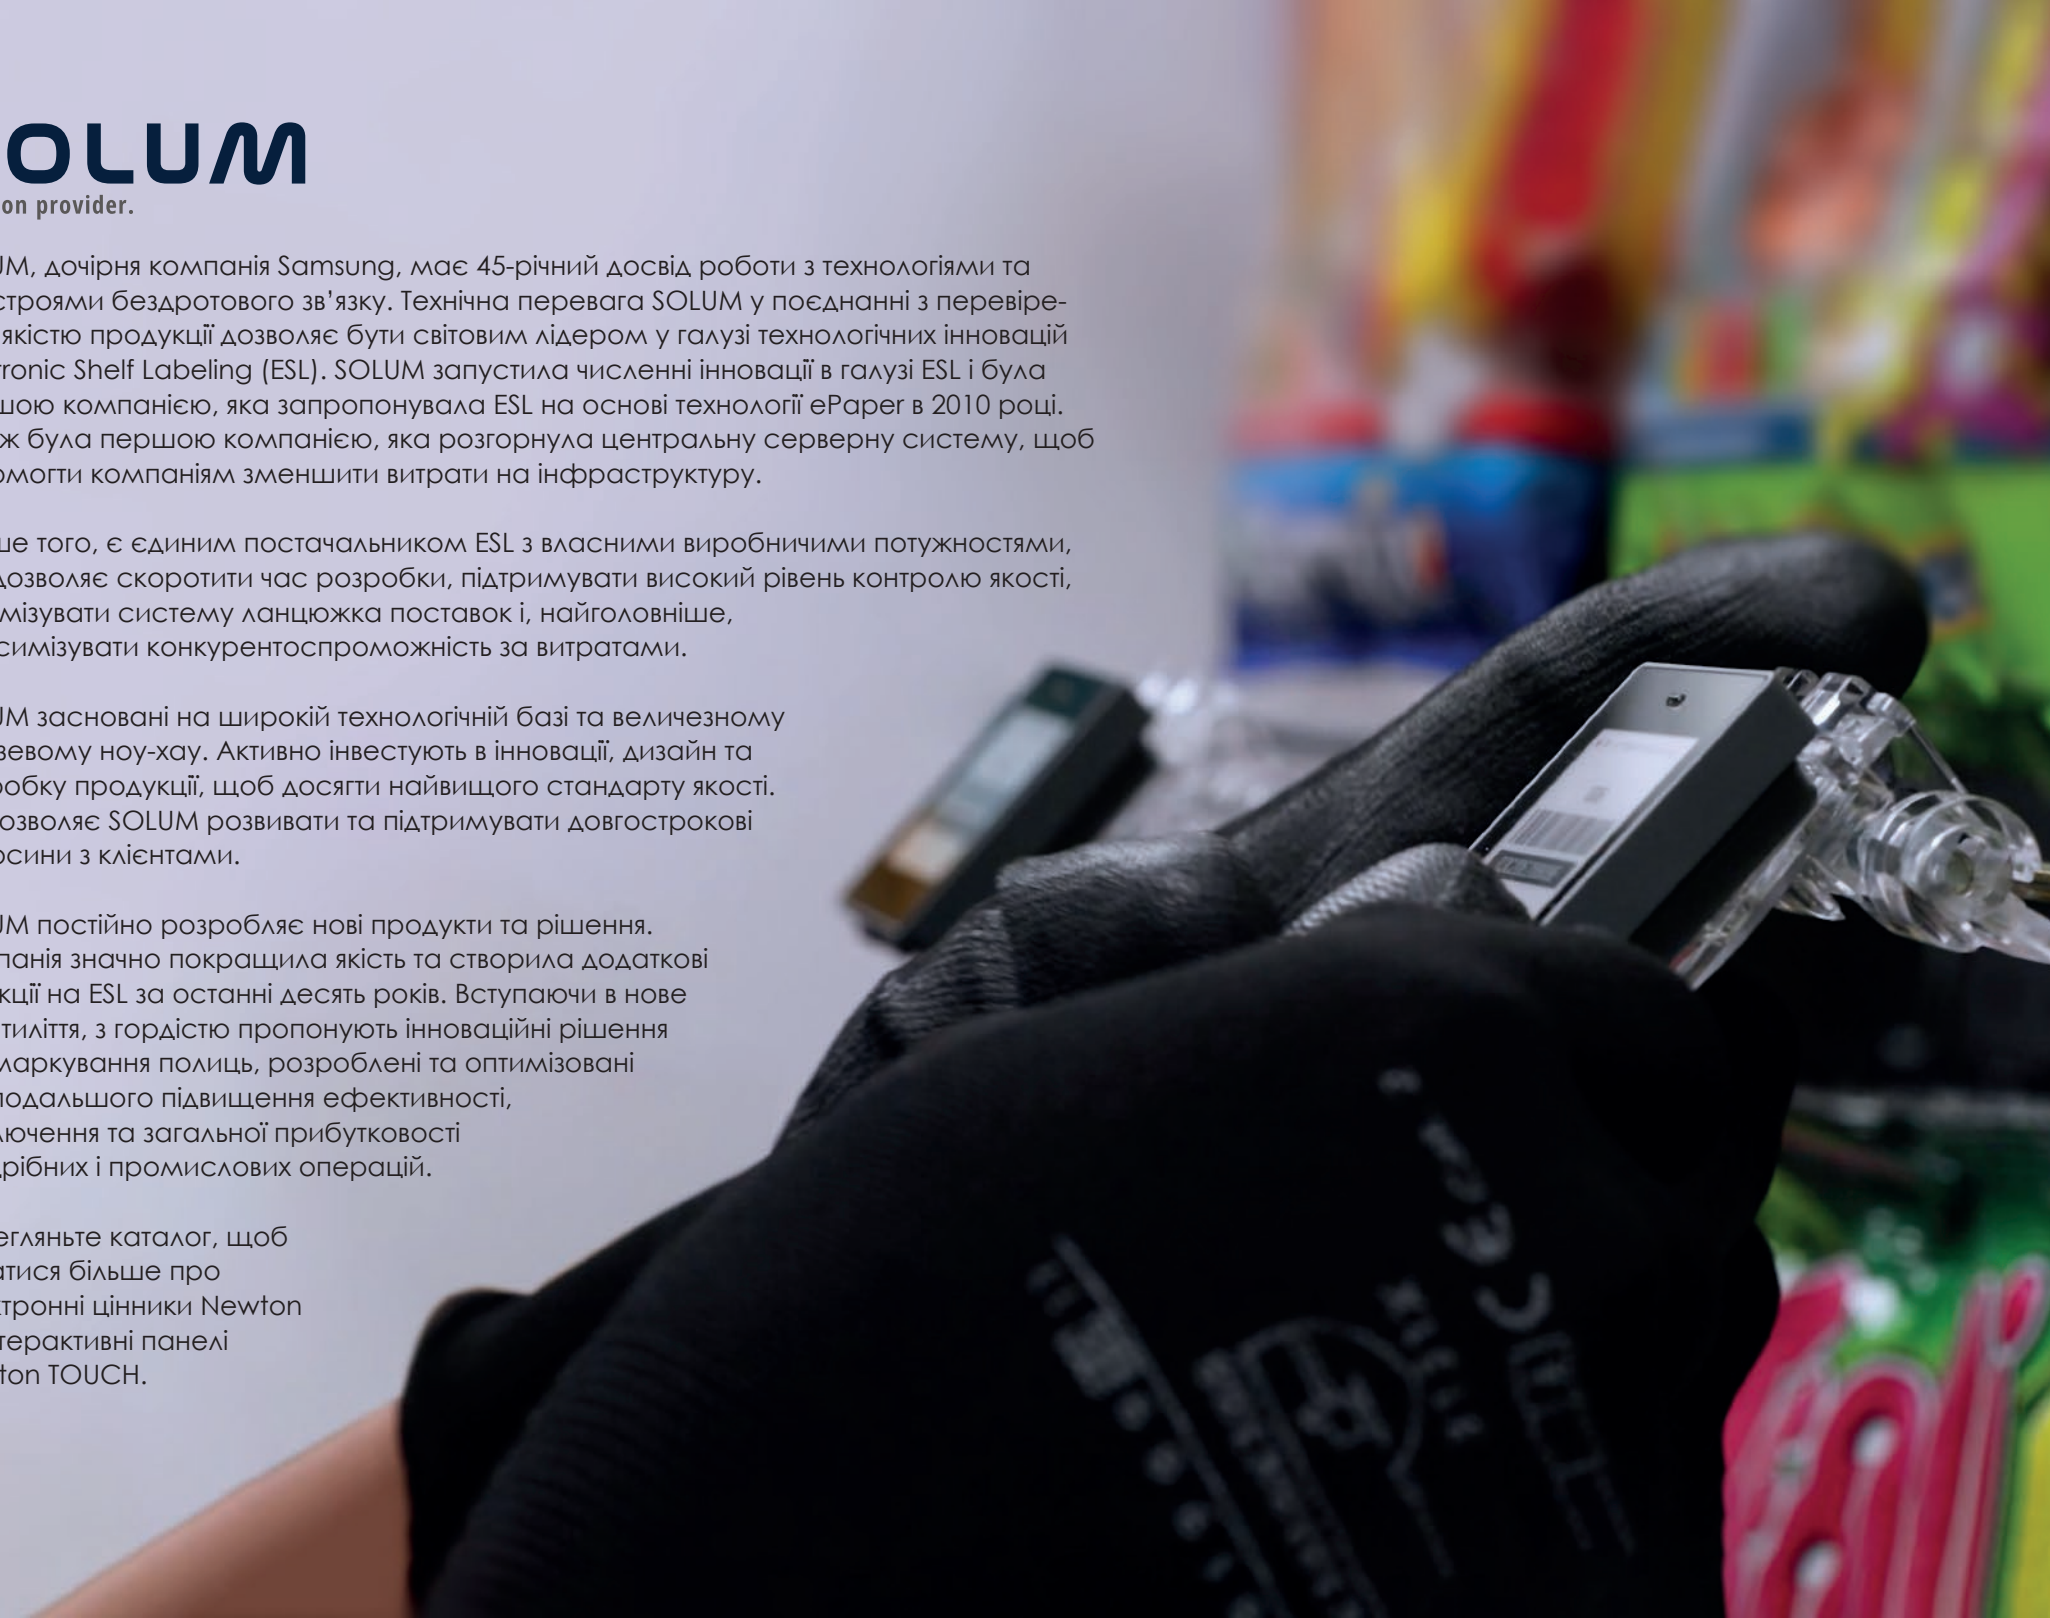 OLUM
on provider.
UM, дочірня компанія Samsung, має 45-річний досвід роботи з технологіями та
строями бездротового зв’язку. Технічна перевага SOLUM у поєднанні з перевіре-
якістю продукції дозволяє бути світовим лідером у галузі технологічних інновацій
ronic Shelf Labeling (ESL). SOLUM запустила численні інновації в галузі ESL і була
шою компанією, яка запропонувала ESL на основі технології ePaper в 2010 році.
ж була першою компанією, яка розгорнула центральну серверну систему, щоб
омогти компаніям зменшити витрати на інфраструктуру.
ше того, є єдиним постачальником ESL з власними виробничими потужностями,
дозволяє скоротити час розробки, підтримувати високий рівень контролю якості,
мізувати систему ланцюжка поставок і, найголовніше,
симізувати конкурентоспроможність за витратами.
UM засновані на широкій технологічній базі та величезному
зевому ноу-хау. Активно інвестують в інновації, дизайн та
робку продукції, щоб досягти найвищого стандарту якості.
озволяє SOLUM розвивати та підтримувати довгострокові
осини з клієнтами.
UM постійно розробляє нові продукти та рішення.
панія значно покращила якість та створила додаткові
кції на ESL за останні десять років. Вступаючи в нове
тиліття, з гордістю пропонують інноваційні рішення
маркування полиць, розроблені та оптимізовані
подальшого підвищення ефективності,
лючення та загальної прибутковості
дрібних і промислових операцій.
егляньте каталог, щоб
атися більше про
ктронні цінники Newton
терактивні панелі
ton TOUCH.